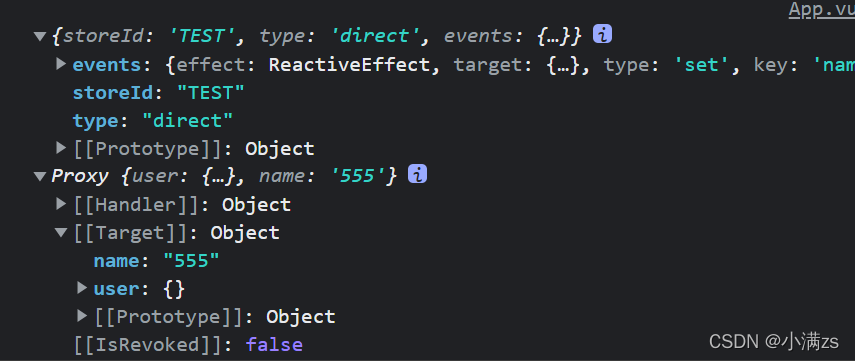 App.vu
▼{storeId: 'TEST', type: 'direct', events: {…}} i
▶events: {effect: ReactiveEffect, target: {…}, type: 'set', key: 'nam
storeId: "TEST"
type: "direct"
▶[[Prototype]]: Object
▼Proxy {user: {…}, name: '555'} i
▶[[Handler]]: Object
▼[[Target]]: Object
name: "555"
▶user: {}
▶[[Prototype]]: Object
[[IsRevoked]]: false
CSDN @小满zs